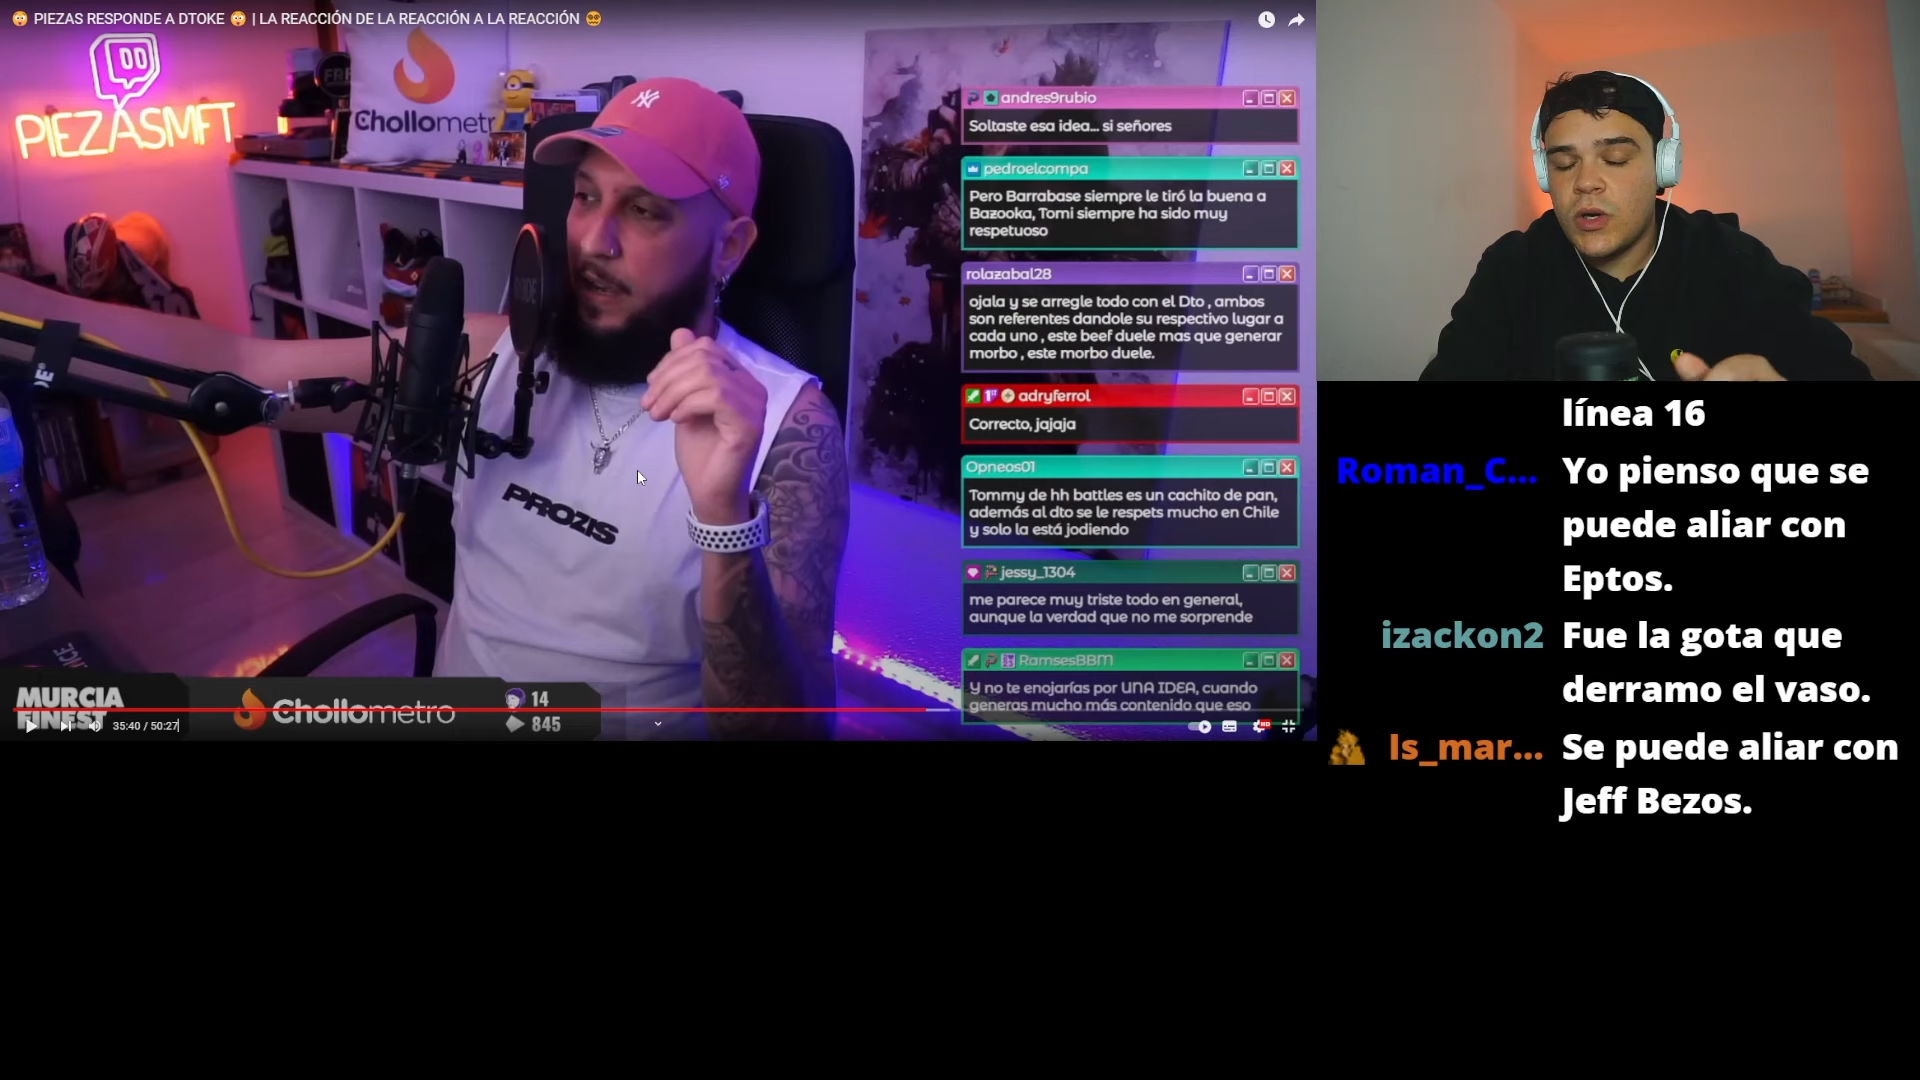 😳 PIEZAS RESPONDE A DTOKE 😳 | LA REACCIÓN DE LA REACCIÓN A LA REACCIÓN 😵‍💫
PIEZASMFT
FRP
Chollometr
andres9rubio
Soltaste esa idea... si señores
pedroelcompa
Pero Barrabase siempre le tiró la buena a
Bazooka, Tomi siempre ha sido muy
respetuoso
rolazabal28
ojala y se arregle todo con el Dto , ambos
son referentes dandole su respectivo lugar a
cada uno , este beef duele mas que generar
morbo , este morbo duele.
adryferrol
Correcto, jajaja
Opneos01
Tommy de hh battles es un cachito de pan,
además al dto se le respets mucho en Chile
y solo la está jodiendo
jessy_1304
me parece muy triste todo en general,
aunque la verdad que no me sorprende
RamsesBBM
Y no te enojarías por UNA IDEA, cuando
generas mucho más contenido que eso
PROZIS
MURCIA
FINEST
Chollometro
14
845
35:40 / 50:27
HD
línea 16
Roman_C... Yo pienso que se
puede aliar con
Eptos.
izackon2 Fue la gota que
derramo el vaso.
Is_mar... Se puede aliar con
Jeff Bezos.